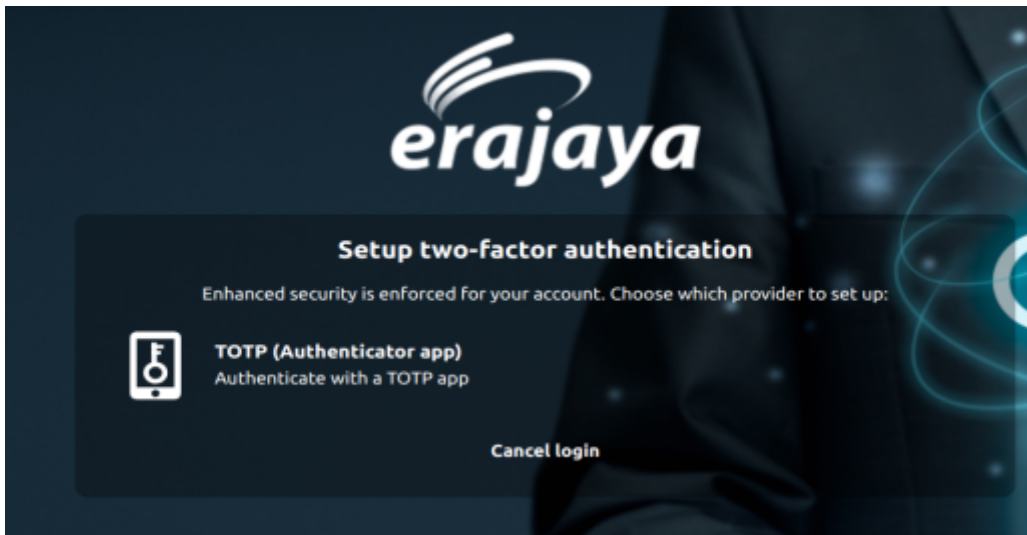 erajaya
Setup two-factor authentication
Enhanced security is enforced for your account. Choose which provider to set up:
TOTP (Authenticator app)
Authenticate with a TOTP app
Cancel login